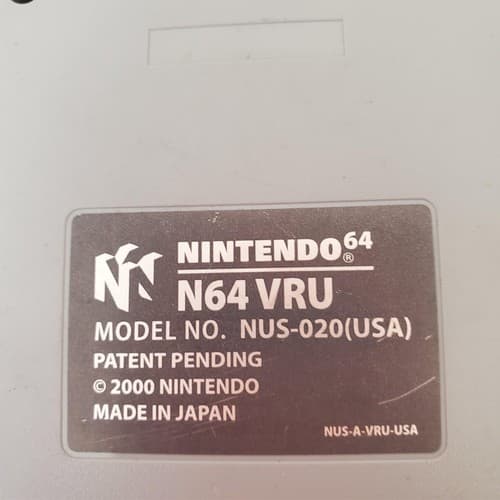 N
NINTENDO64®
N64 VRU
MODEL NO. NUS-020(USA)
PATENT PENDING
© 2000 NINTENDO
MADE IN JAPAN
NUS-A-VRU-USA